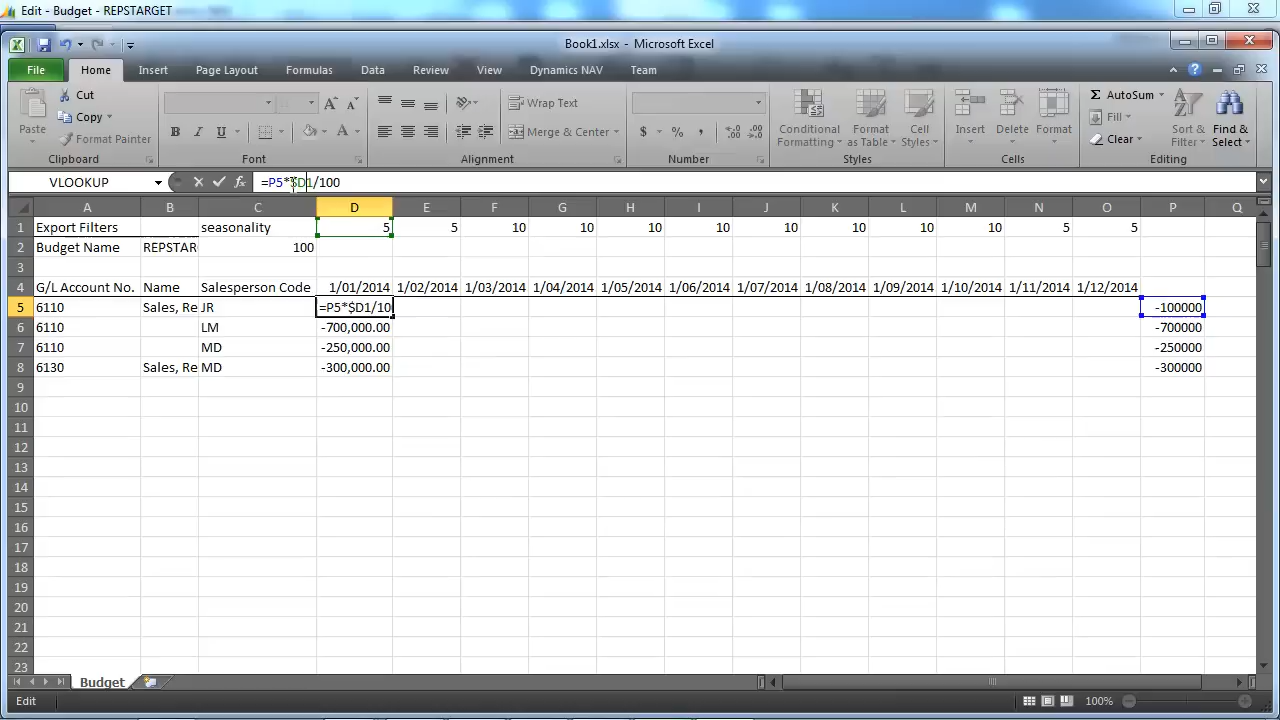 Edit - Budget - REPSTARGET
Book1.xlsx - Microsoft Excel
File Home Insert Page Layout Formulas Data Review View Dynamics NAV Team
Paste
Cut
Copy
Format Painter
Clipboard
B I U
A A
Font
Wrap Text
Merge & Center
Alignment
$ % ,
Number
Conditional Formatting
Format as Table
Cell Styles
Styles
Insert
Delete
Format
Cells
Σ AutoSum
Fill
Clear
Sort & Filter
Find & Select
Editing
VLOOKUP fx =P5*$D1/100
A B C D E F G H I J K L M N O P Q
1 Export Filters seasonality 5 5 10 10 10 10 10 10 10 10 5 5
2 Budget Name REPSTAR 100
3
4 G/L Account No. Name Salesperson Code 1/01/2014 1/02/2014 1/03/2014 1/04/2014 1/05/2014 1/06/2014 1/07/2014 1/08/2014 1/09/2014 1/10/2014 1/11/2014 1/12/2014
5 6110 Sales, Re JR =P5*$D1/10 -100000
6 6110 LM -700,000.00 -700000
7 6110 MD -250,000.00 -250000
8 6130 Sales, Re MD -300,000.00 -300000
9
10
11
12
13
14
15
16
17
18
19
20
21
22
23
Budget
Edit 100%